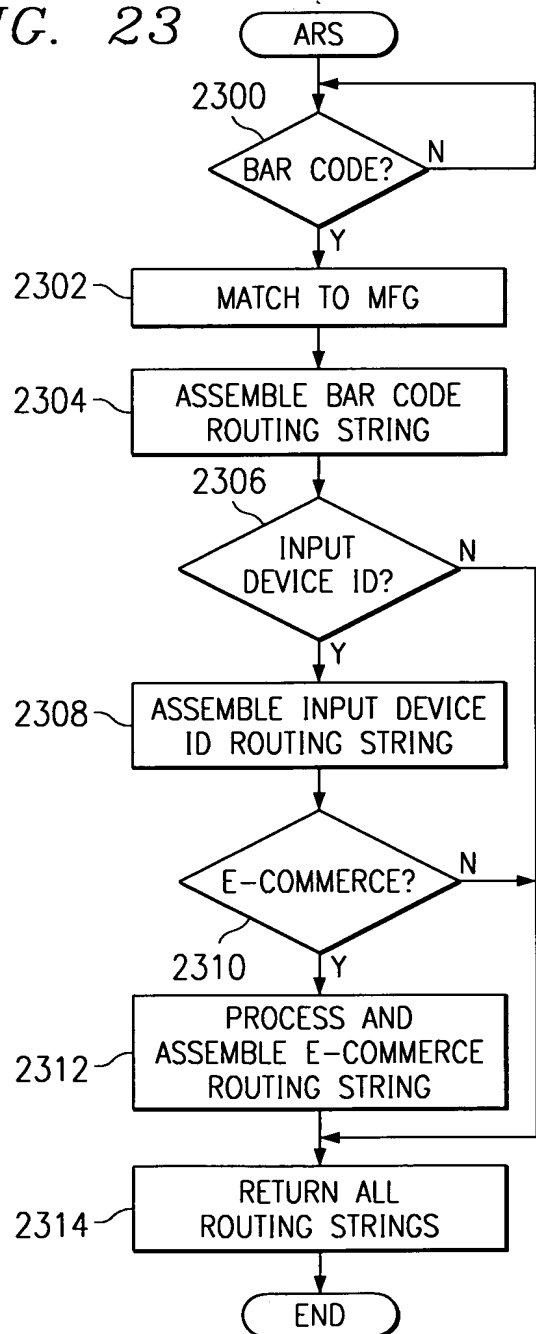 IG. 23
ARS
2300
BAR CODE?
N
Y
2302
MATCH TO MFG
2304
ASSEMBLE BAR CODE
ROUTING STRING
2306
INPUT
DEVICE ID?
N
Y
2308
ASSEMBLE INPUT DEVICE
ID ROUTING STRING
E-COMMERCE?
N
2310
Y
2312
PROCESS AND
ASSEMBLE E-COMMERCE
ROUTING STRING
2314
RETURN ALL
ROUTING STRINGS
END